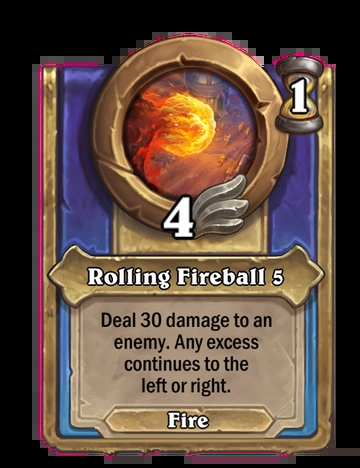 1
4
Rolling Fireball 5
Deal 30 damage to an
enemy. Any excess
continues to the
left or right.
Fire